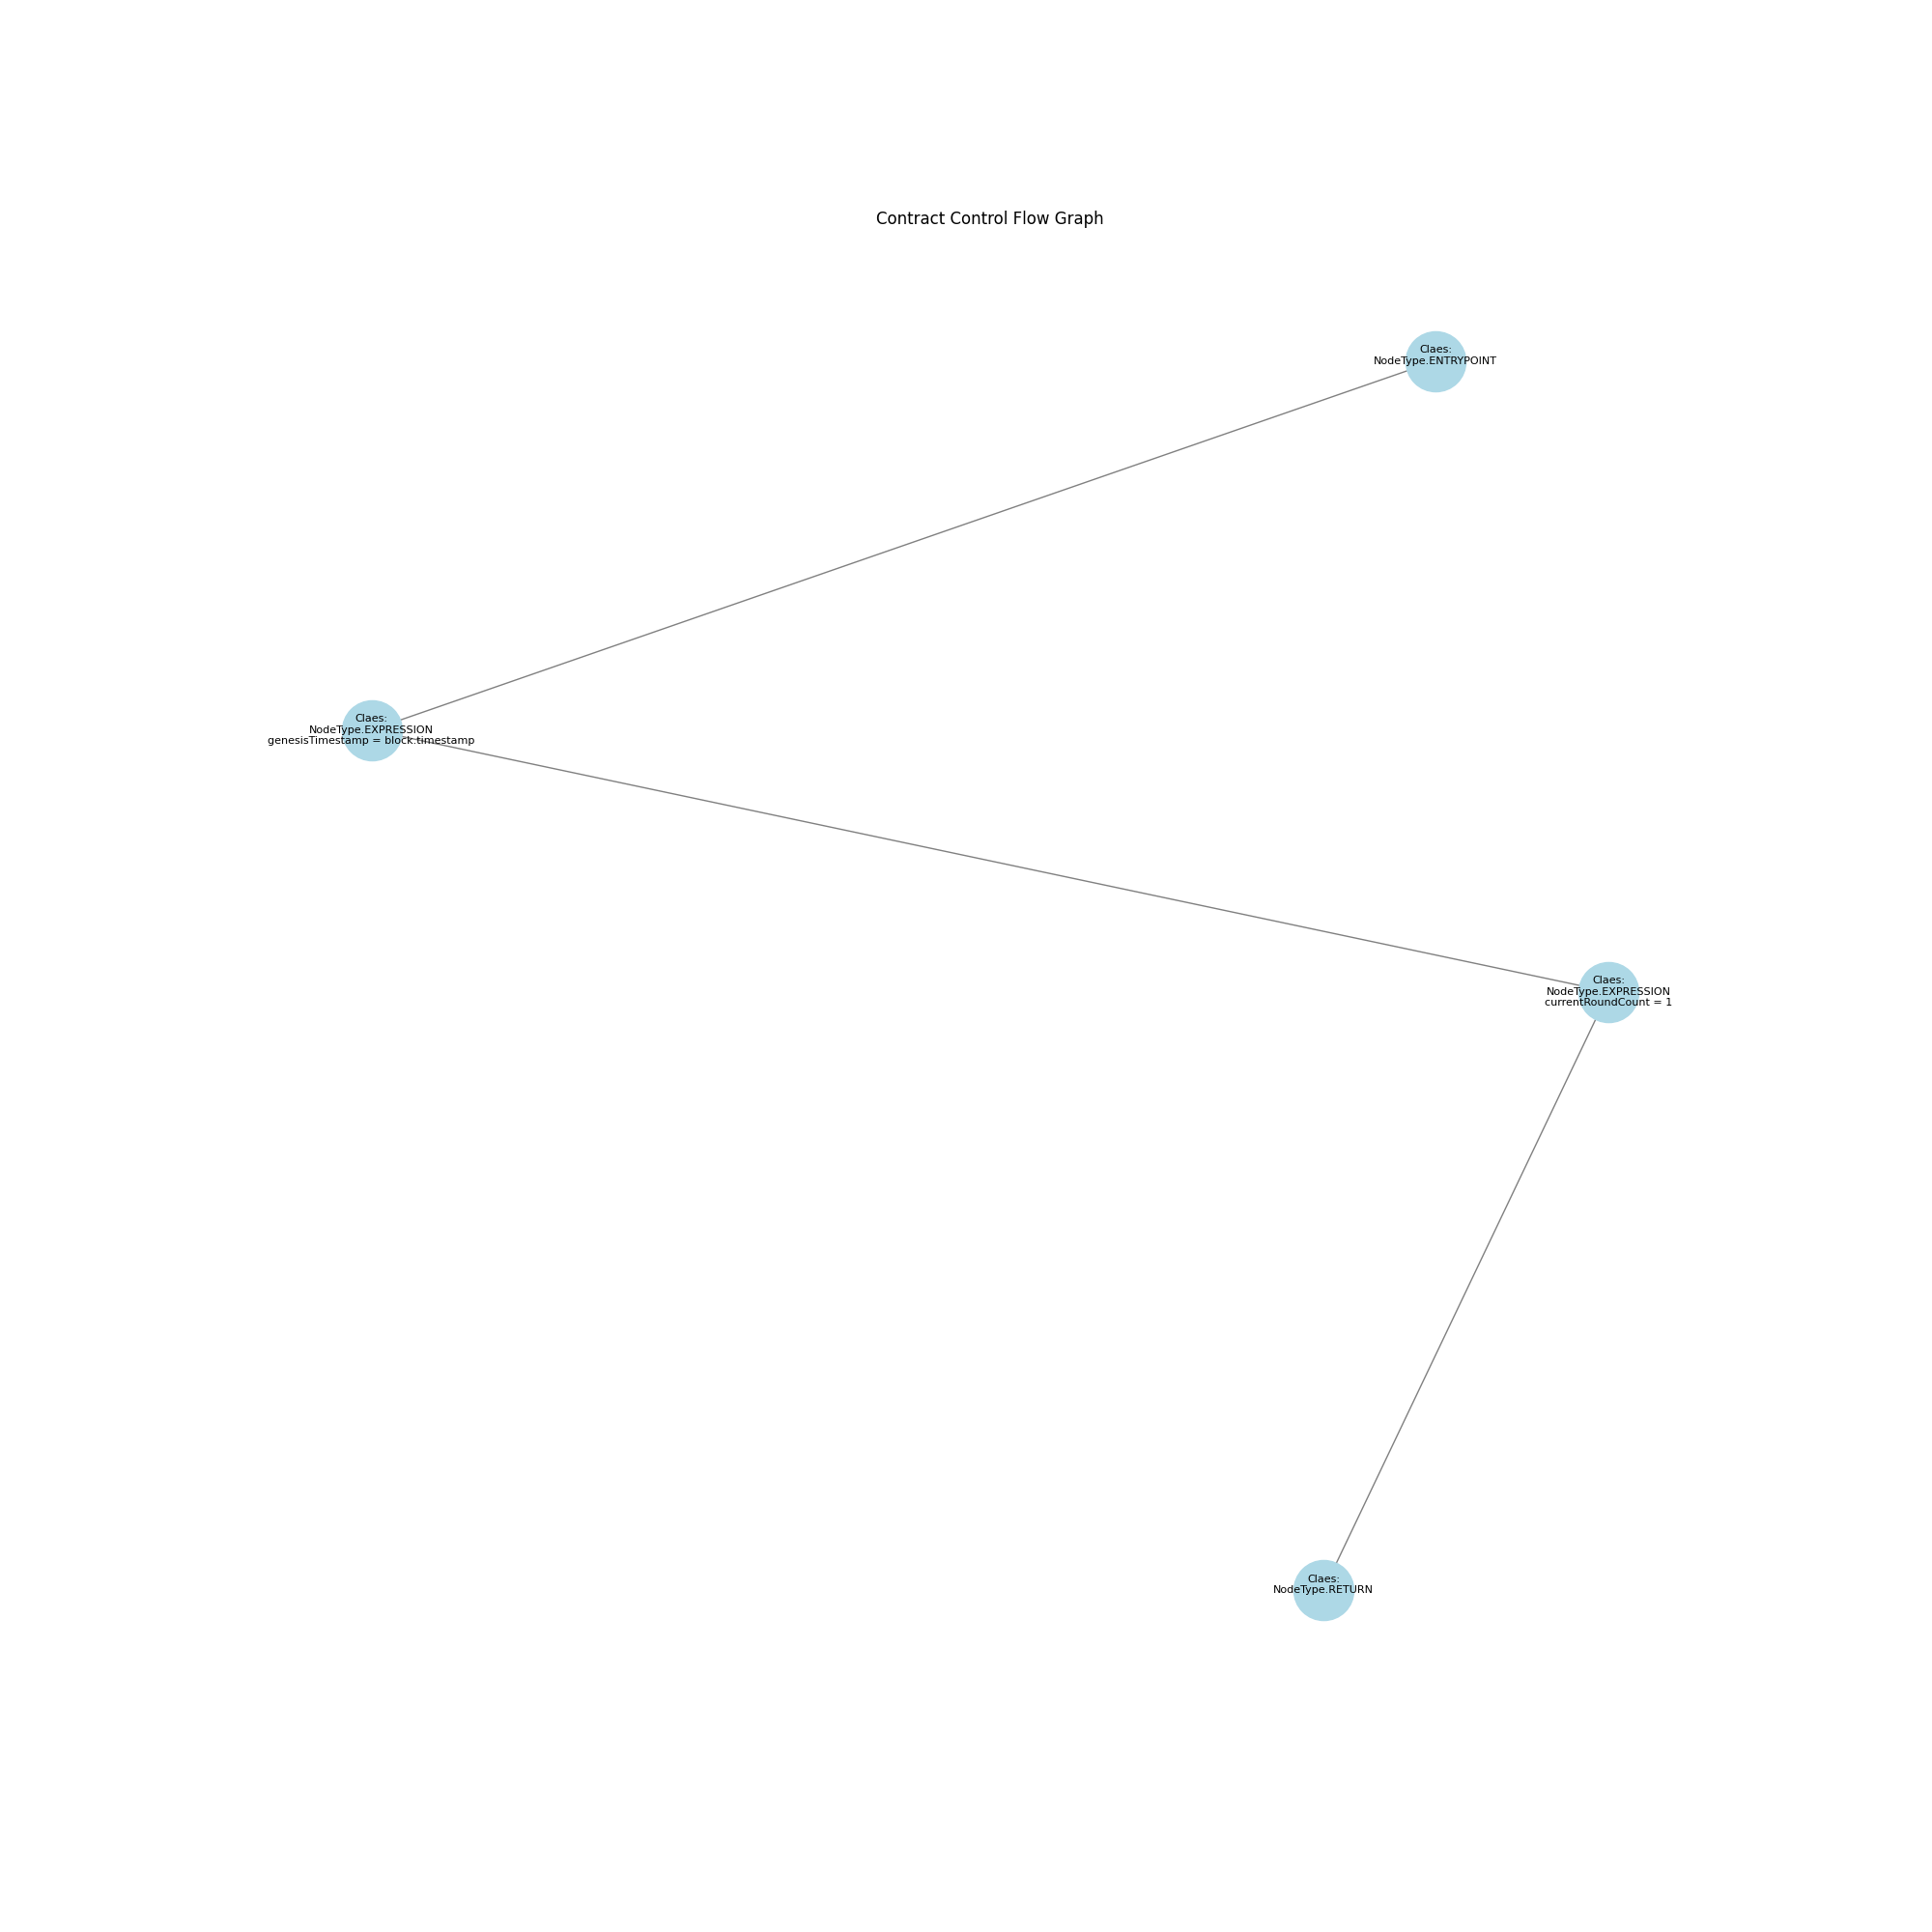 Contract Control Flow Graph
Claes:
NodeType.ENTRYPOINT
Claes:
NodeType.EXPRESSION
genesisTimestamp = block.timestamp
Claes:
NodeType.EXPRESSION
currentRoundCount = 1
Claes:
NodeType.RETURN